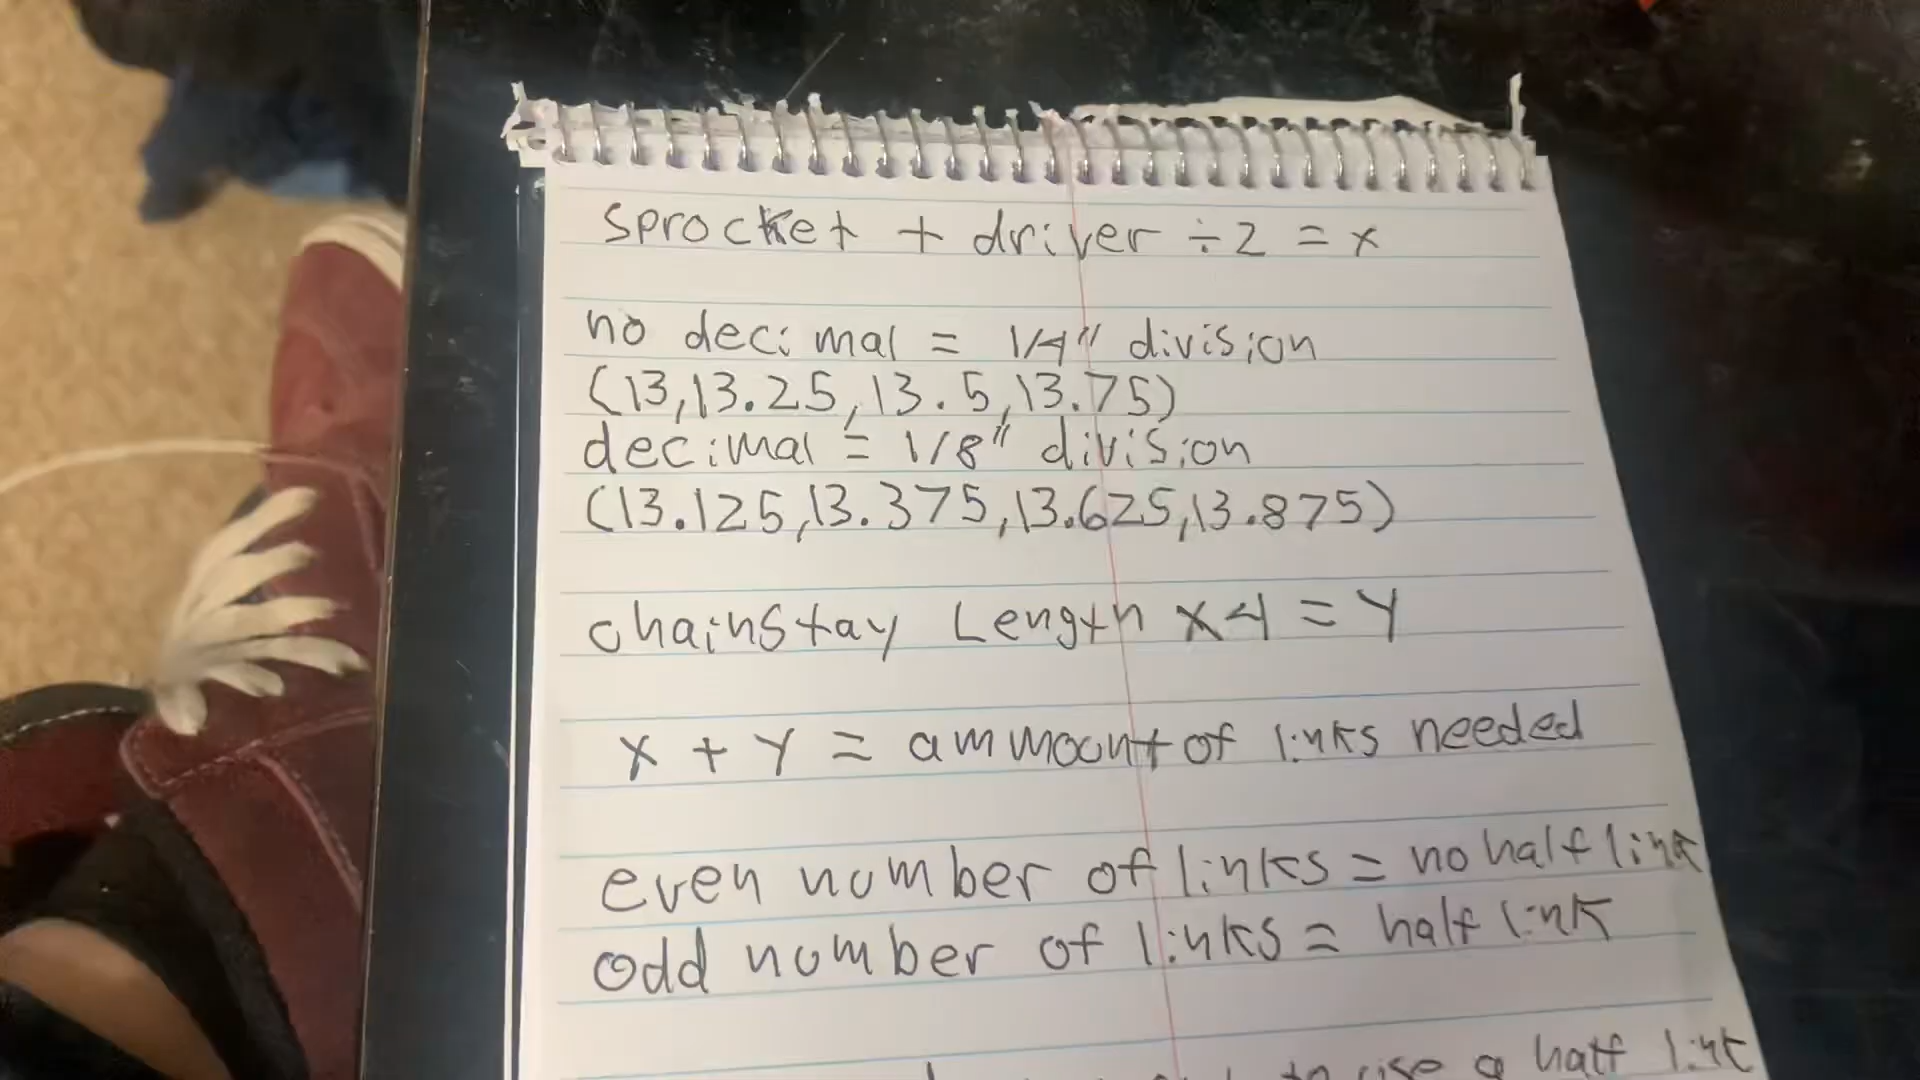 sprocket + driver ÷ 2 = x
no decimal = 1/4" division
(13,13.25,13.5,13.75)
decimal = 1/8" division
(13.125,13.375,13.625,13.875)
chainstay Length x4 = Y
x + Y = ammount of links needed
even number of links = no half link
odd number of links = half link
to use a half link